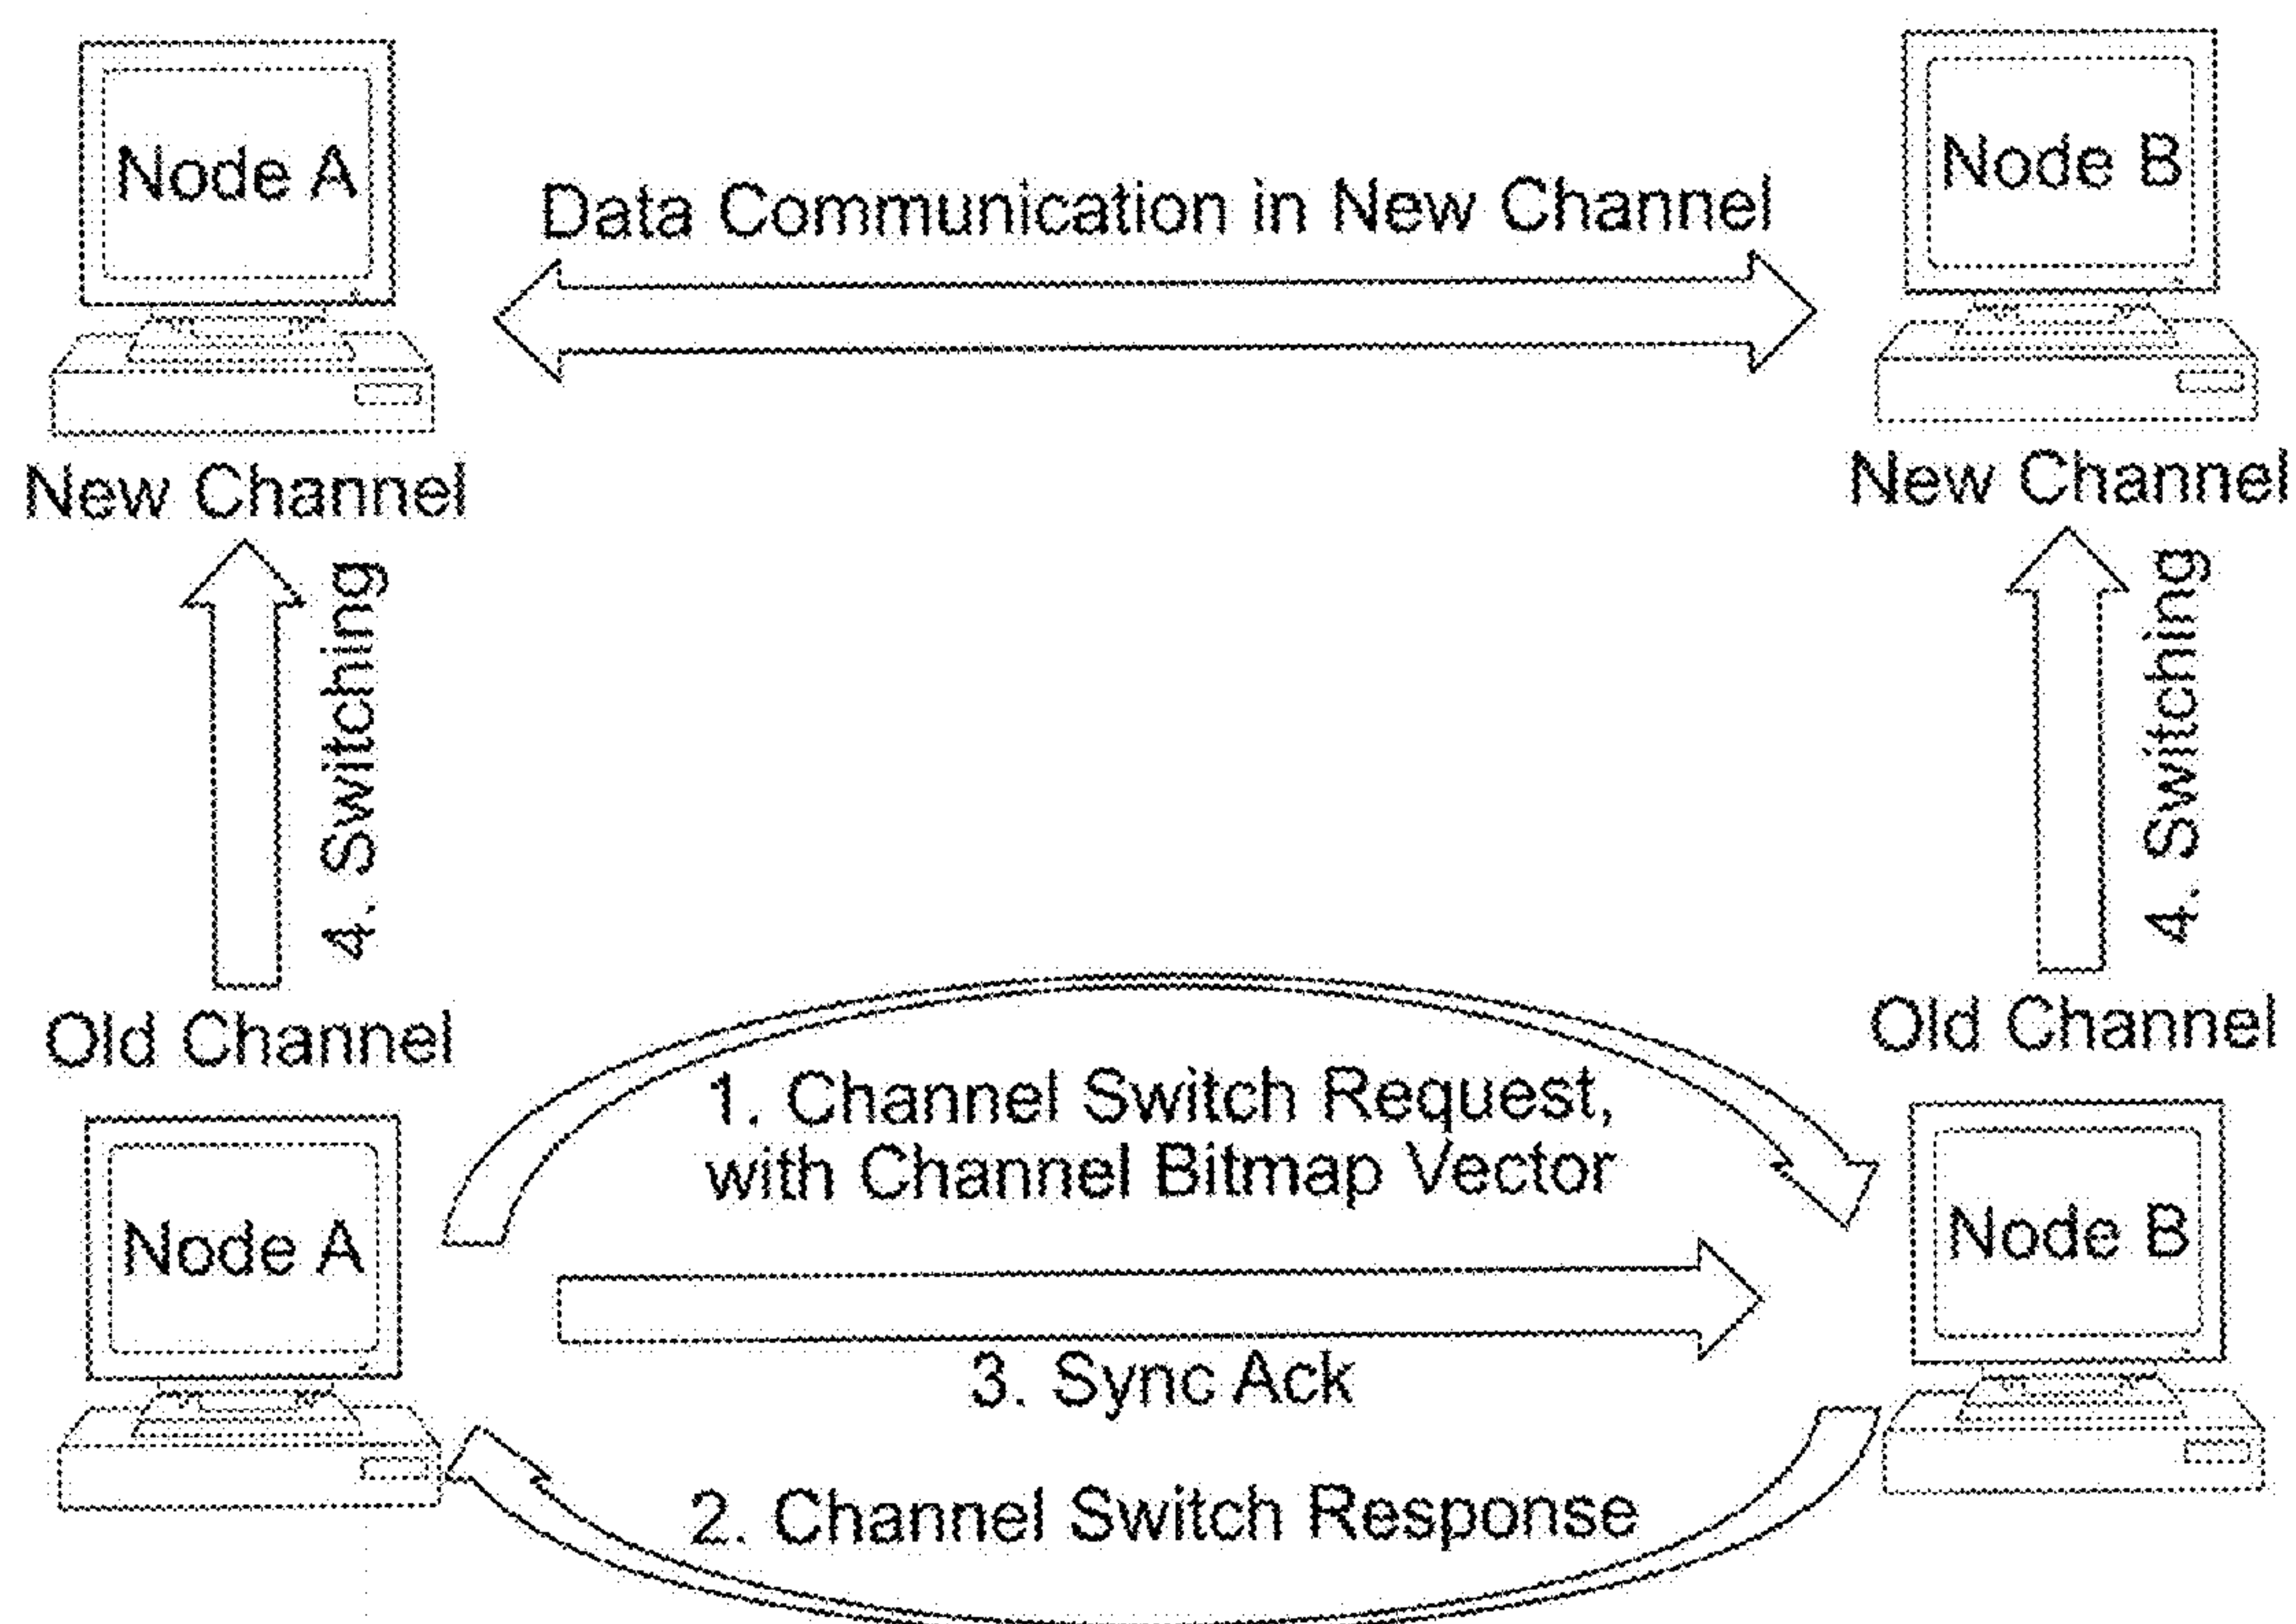 Node A
Node B
Data Communication in New Channel
New Channel
New Channel
4. Switching
4. Switching
Old Channel
Old Channel
1. Channel Switch Request,
with Channel Bitmap Vector
Node A
Node B
3. Sync Ack
2. Channel Switch Response